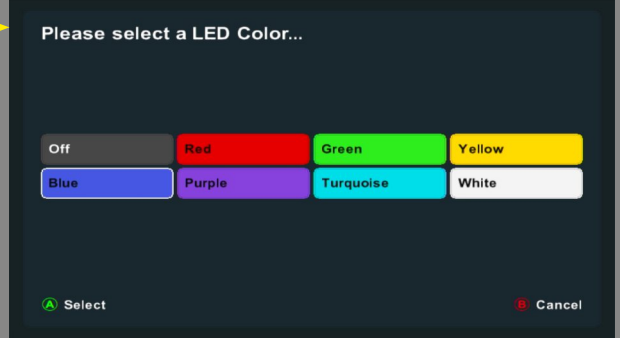 Please select a LED Color...
Off Red Green Yellow
Blue Purple Turquoise White
A Select B Cancel